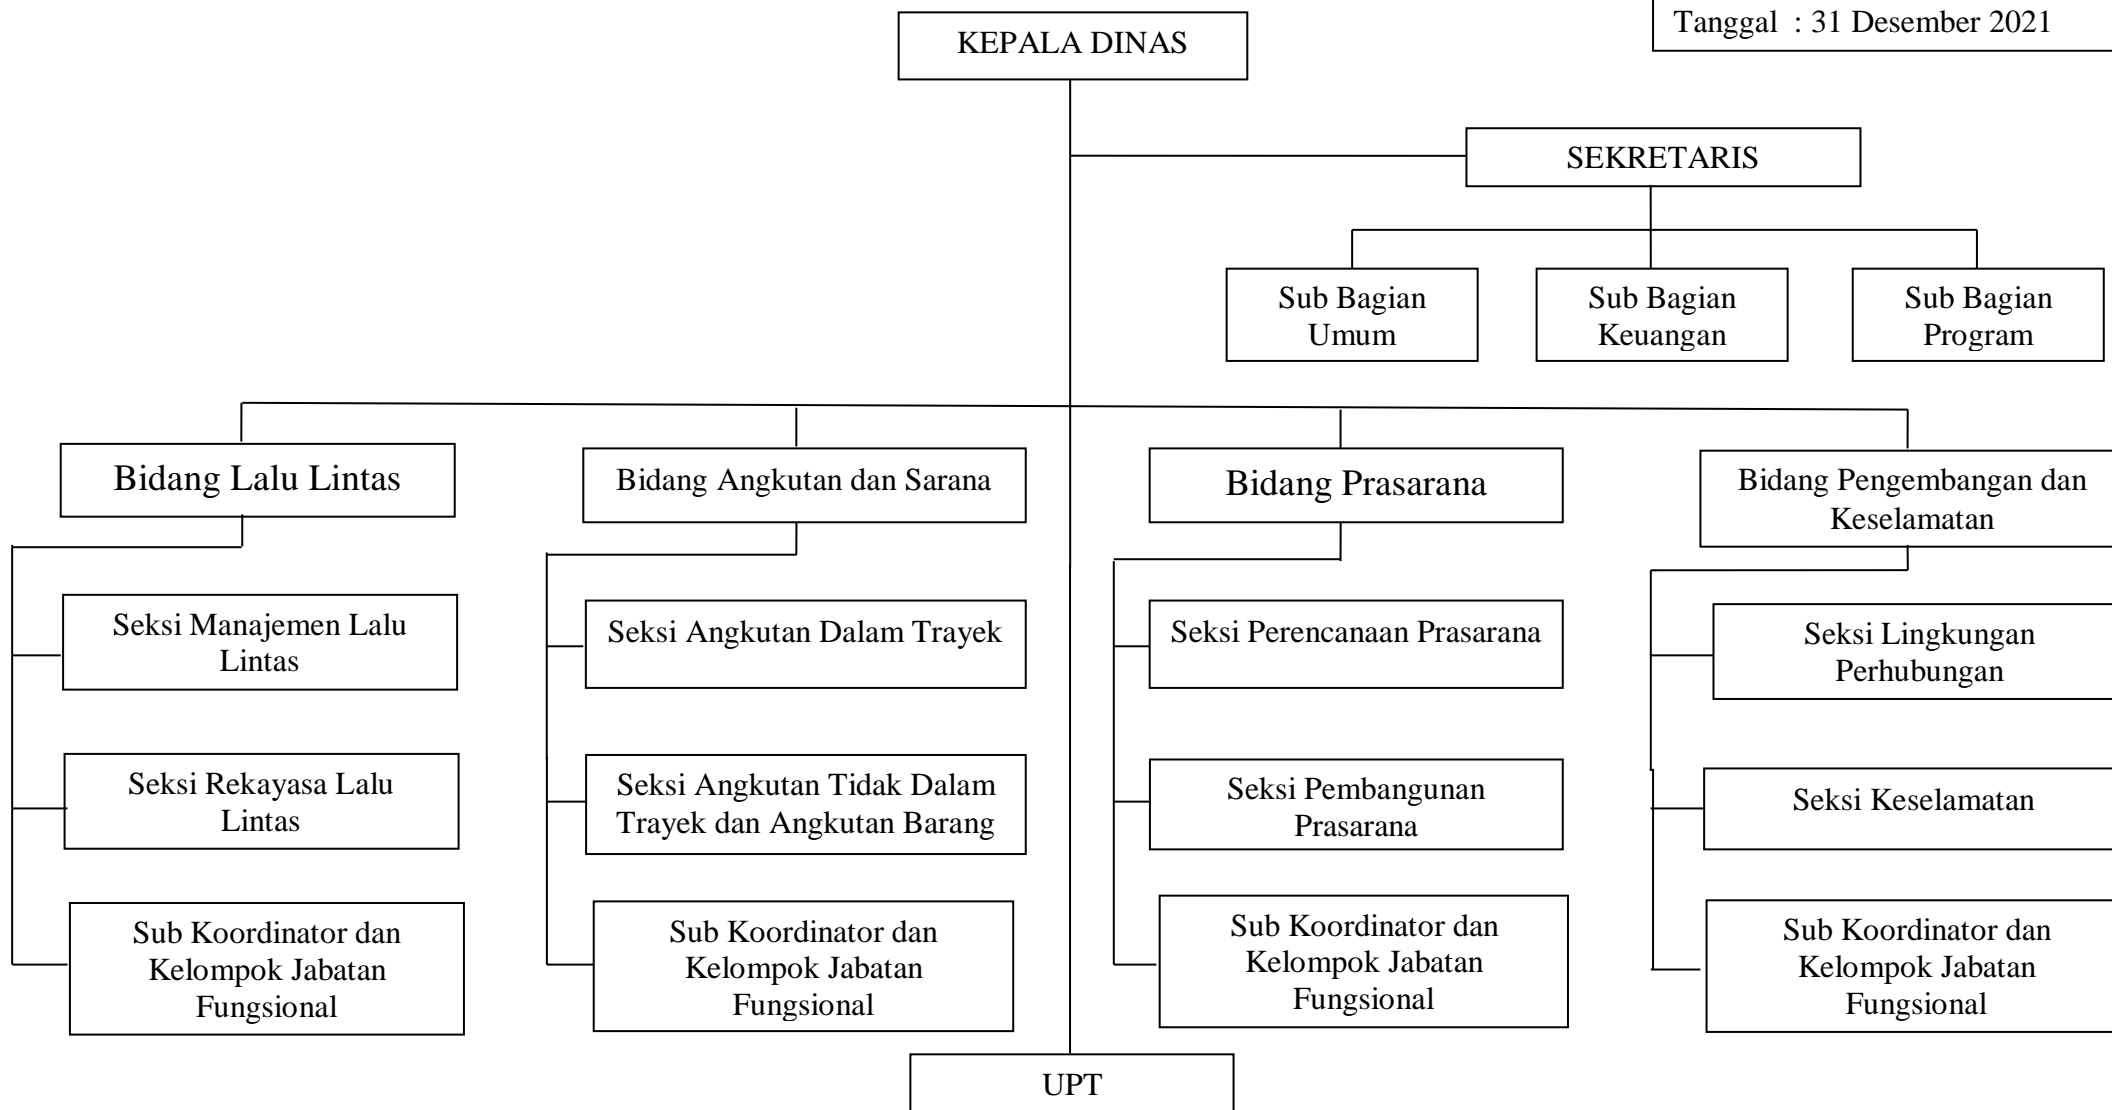 Tanggal : 31 Desember 2021
KEPALA DINAS
SEKRETARIS
Sub Bagian
Umum
Sub Bagian
Keuangan
Sub Bagian
Program
Bidang Lalu Lintas
Seksi Manajemen Lalu
Lintas
Seksi Rekayasa Lalu
Lintas
Sub Koordinator dan
Kelompok Jabatan
Fungsional
Bidang Angkutan dan Sarana
Seksi Angkutan Dalam Trayek
Seksi Angkutan Tidak Dalam
Trayek dan Angkutan Barang
Sub Koordinator dan
Kelompok Jabatan
Fungsional
Bidang Prasarana
Seksi Perencanaan Prasarana
Seksi Pembangunan
Prasarana
Sub Koordinator dan
Kelompok Jabatan
Fungsional
Bidang Pengembangan dan
Keselamatan
Seksi Lingkungan
Perhubungan
Seksi Keselamatan
Sub Koordinator dan
Kelompok Jabatan
Fungsional
UPT